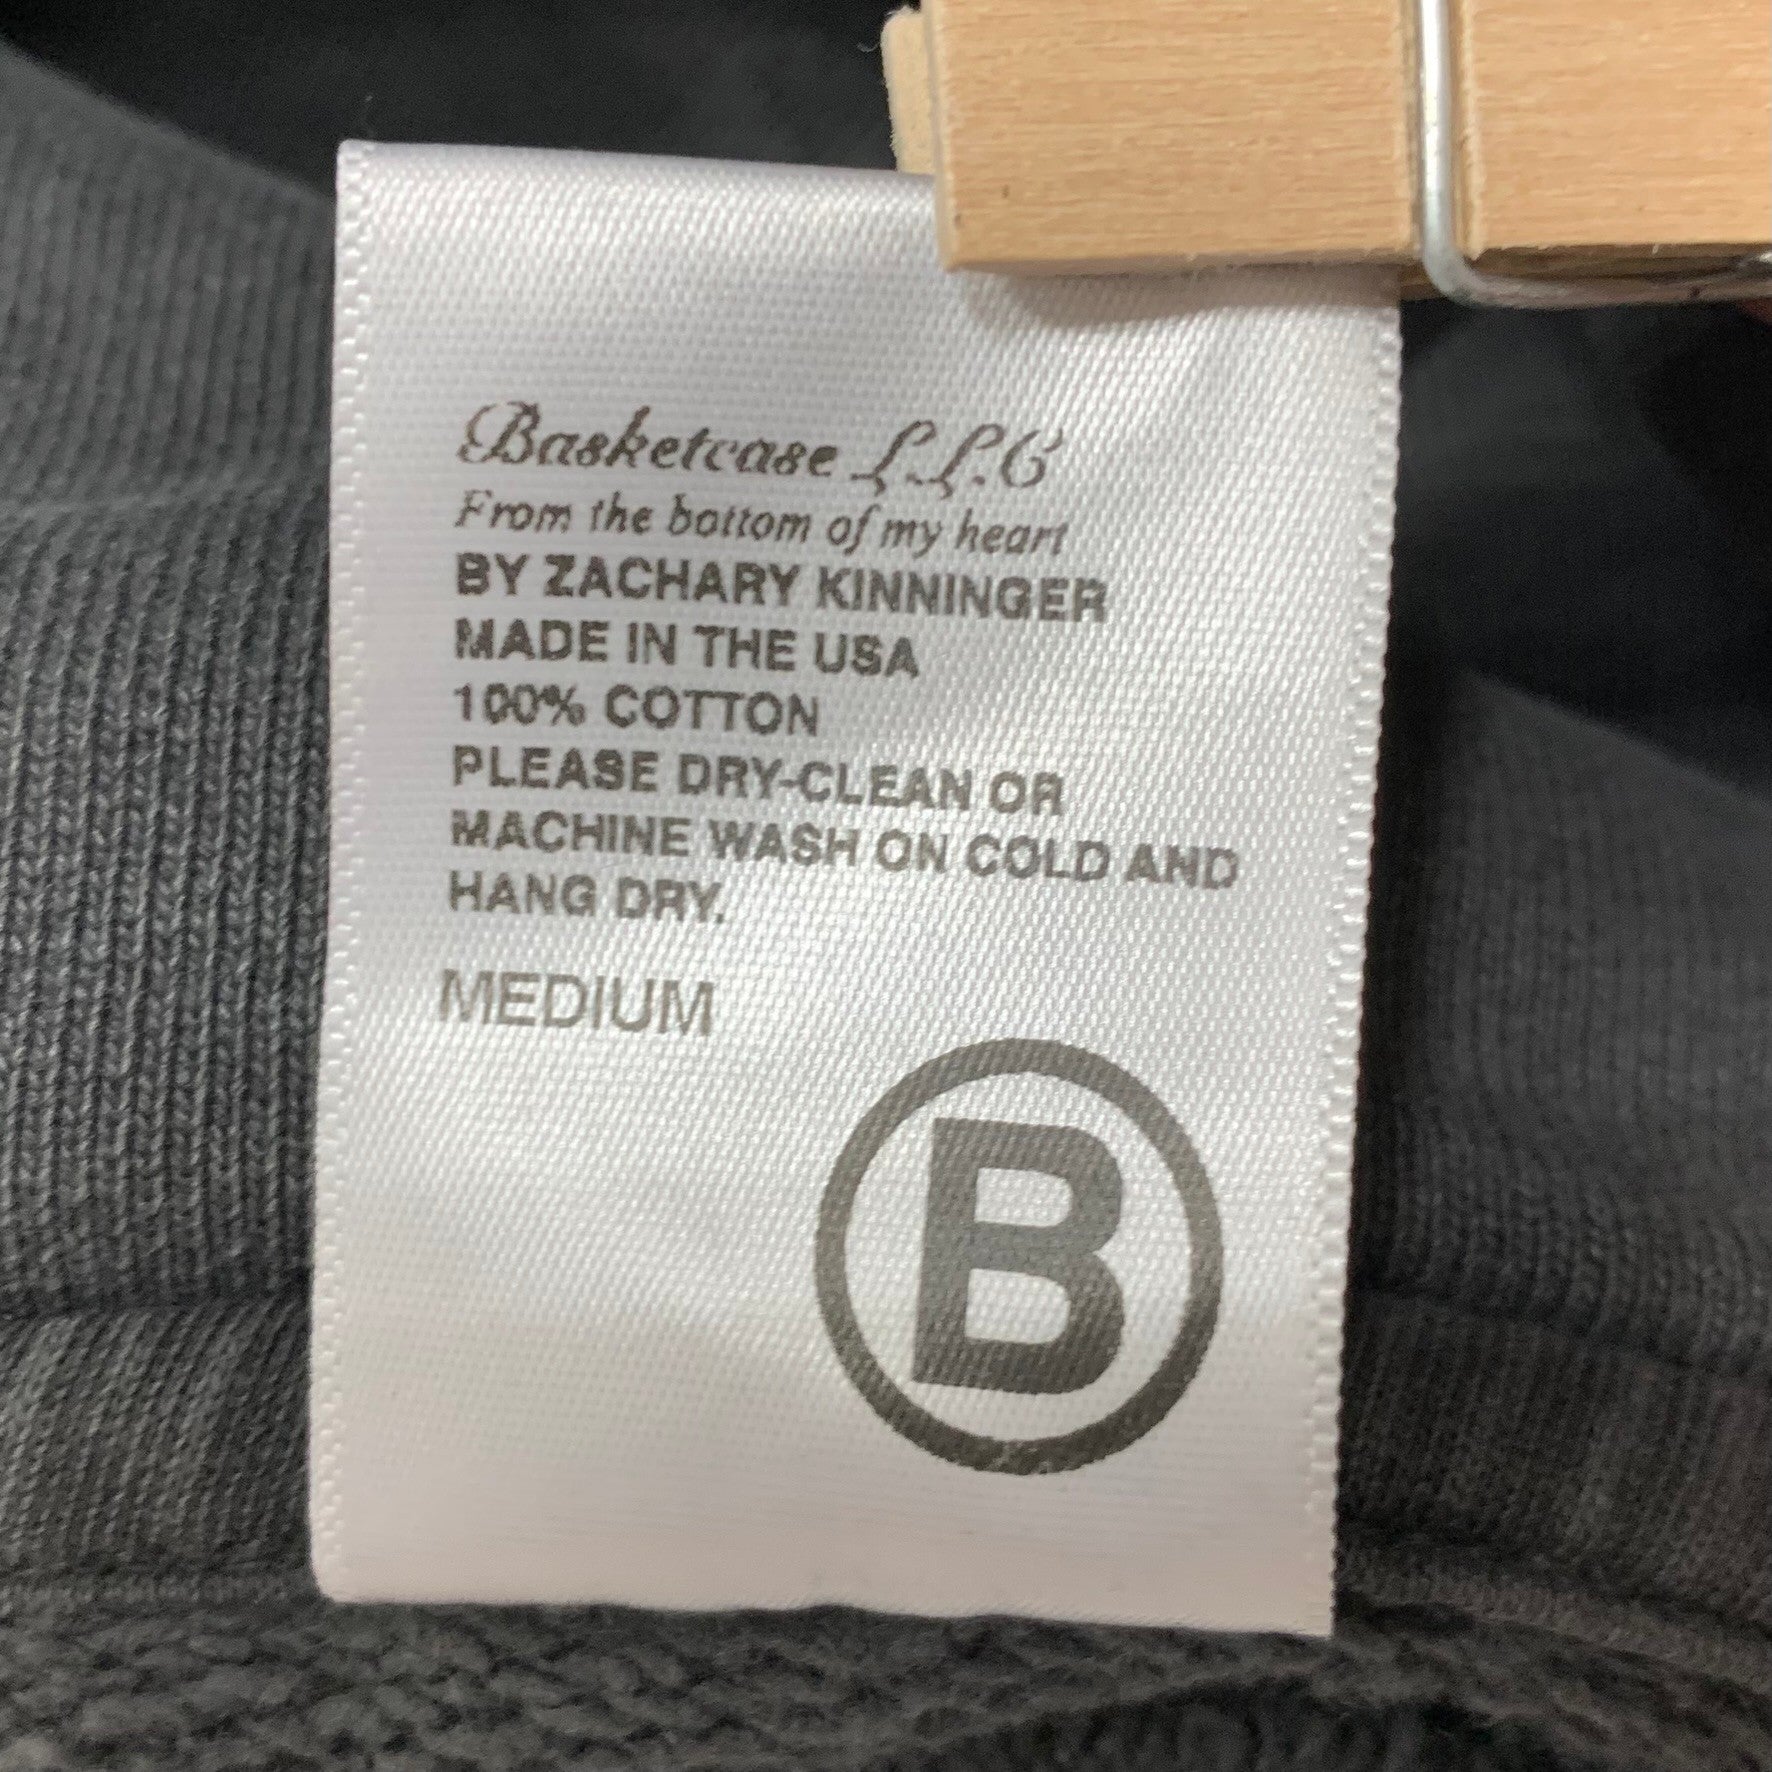 Basketcase L.L.C
From the bottom of my heart
BY ZACHARY KINNINGER
MADE IN THE USA
100% COTTON
PLEASE DRY-CLEAN OR
MACHINE WASH ON COLD AND
HANG DRY.
MEDIUM
B